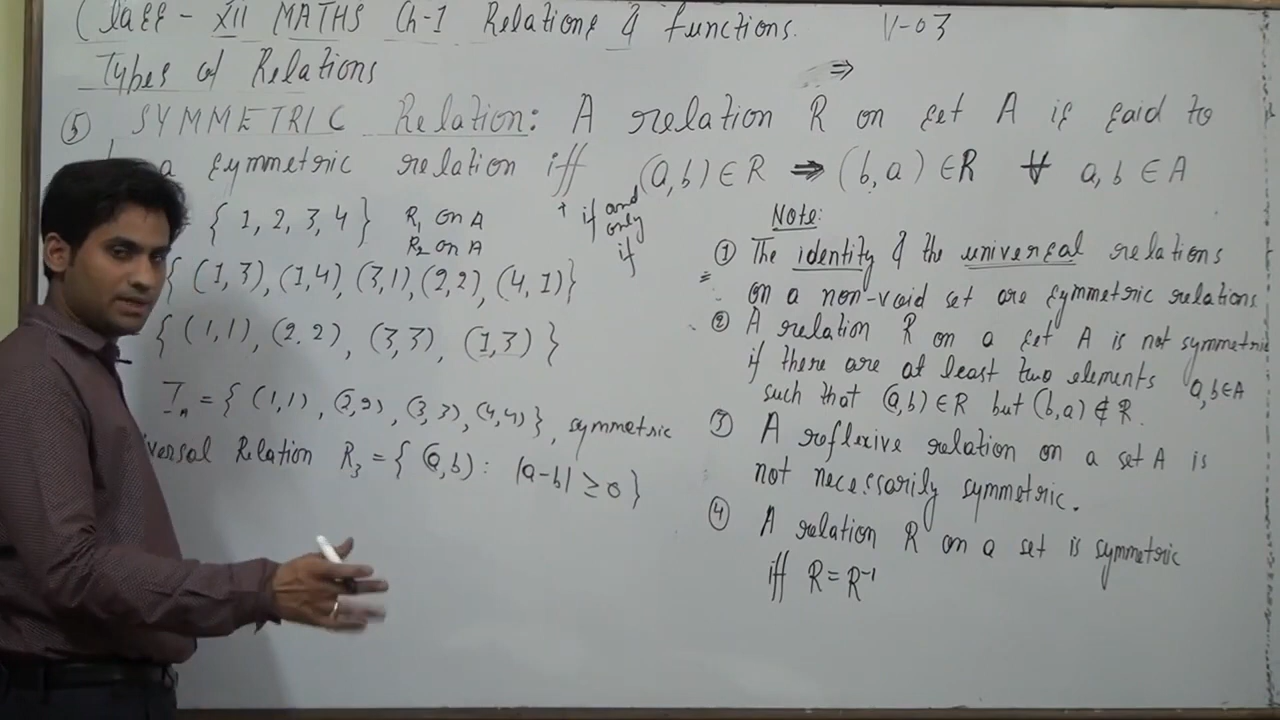 Class - XII MATHS Ch-1 Relations & functions. V-03
Types of Relations ⇒
⑤ SYMMETRIC Relation: A relation R on set A is said to
a symmetric relation iff (a,b) ∈ R ⇒ (b,a) ∈ R ∀ a, b ∈ A
if and only if
= { 1, 2, 3, 4 } R₁ on A
R₂ on A
{ (1, 3), (1,4), (3,1), (2,2), (4, 1)}
{ (1,1), (2,2), (3,3), (1,3) }
= { (1,1), (2,2), (3,3), (4,4)}, symmetric
versal Relation R₃ = { (a,b) : |a-b| ≥ 0 }
Note:
① The identity & the universal relations
on a non-void set are symmetric relations
② A relation R on a set A is not symmetric
if there are at least two elements a,b∈A
such that (a,b) ∈ R but (b,a) ∉ R.
③ A reflexive relation on a set A is
not necessarily symmetric.
④ A relation R on a set is symmetric
iff R = R⁻¹